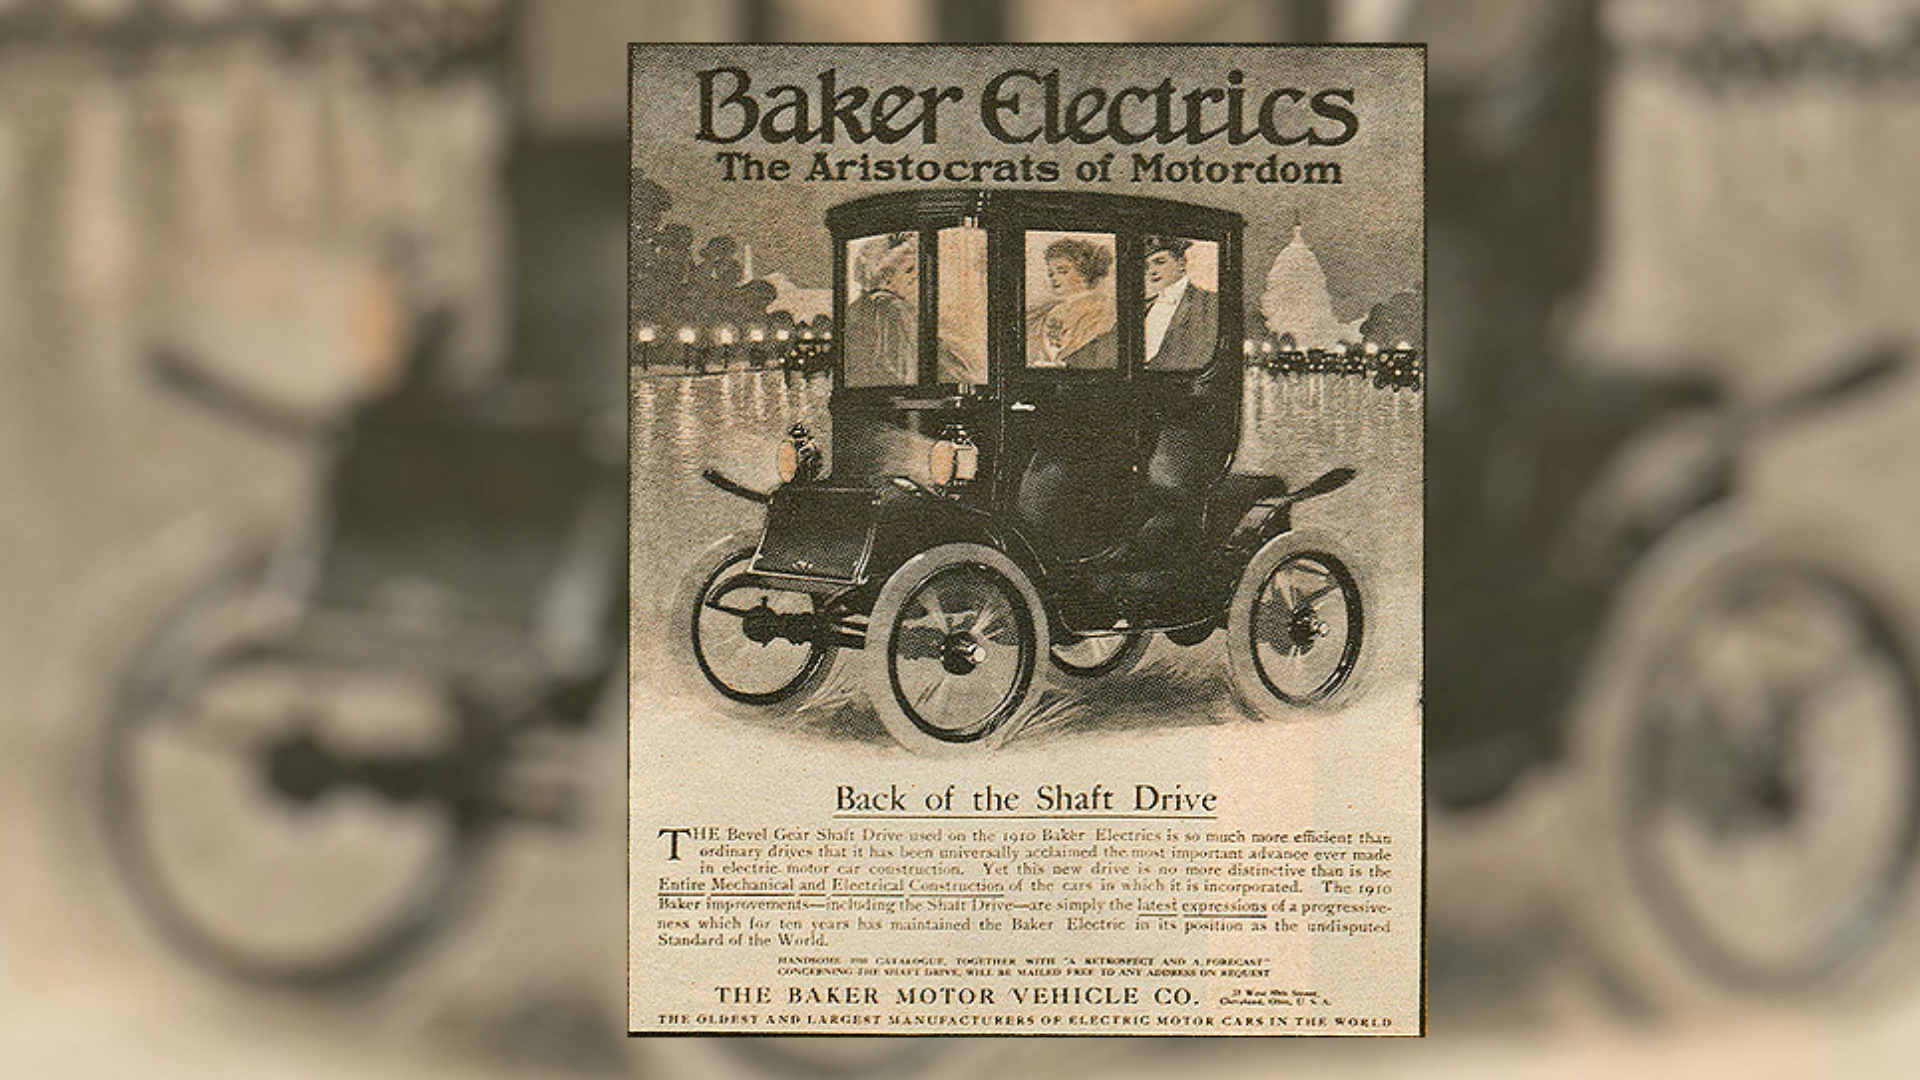 Baker Electrics
The Aristocrats of Motordom
Back of the Shaft Drive
THE Bevel Gear Shaft Drive used on the 1910 Baker Electrics is so much more efficient than
ordinary drives that it has been universally acclaimed the most important advance ever made
in electric motor car construction. Yet this new drive is no more distinctive than is the
Entire Mechanical and Electrical Construction of the cars in which it is incorporated. The 1910
Baker improvements—including the Shaft Drive—are simply the latest expressions of a progressive-
ness which for ten years has maintained the Baker Electric in its position as the undisputed
Standard of the World.
HANDSOME 1910 CATALOGUE, TOGETHER WITH "A RETROSPECT AND A FORECAST"
CONCERNING THE SHAFT DRIVE, WILL BE MAILED FREE TO ANY ADDRESS ON REQUEST
THE BAKER MOTOR VEHICLE CO.
West Street,
Cleveland, Ohio, U. S. A.
THE OLDEST AND LARGEST MANUFACTURERS OF ELECTRIC MOTOR CARS IN THE WORLD